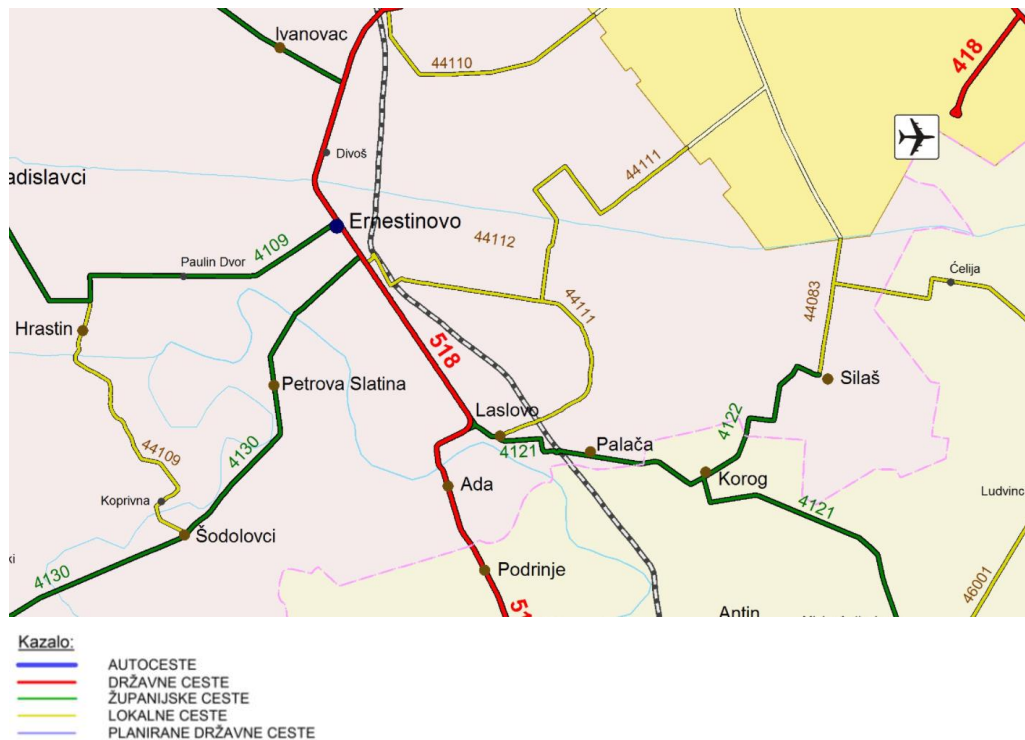 Ivanovac
44110
418
Divoš
44111
adislavci
Ernestinovo
4109
44112
Paulin Dvor
Ćelija
44083
44111
Hrastin
518
Silaš
Petrova Slatina
Laslovo
4122
4130
4121
Palača
44109
Korog
Ada
Ludvinc
Koprivna
4121
Šodolovci
ki
Podrinje
4130
46001
51
Antin
Kazalo:
AUTOCESTE
DRŽAVNE CESTE
ŽUPANIJSKE CESTE
LOKALNE CESTE
PLANIRANE DRŽAVNE CESTE